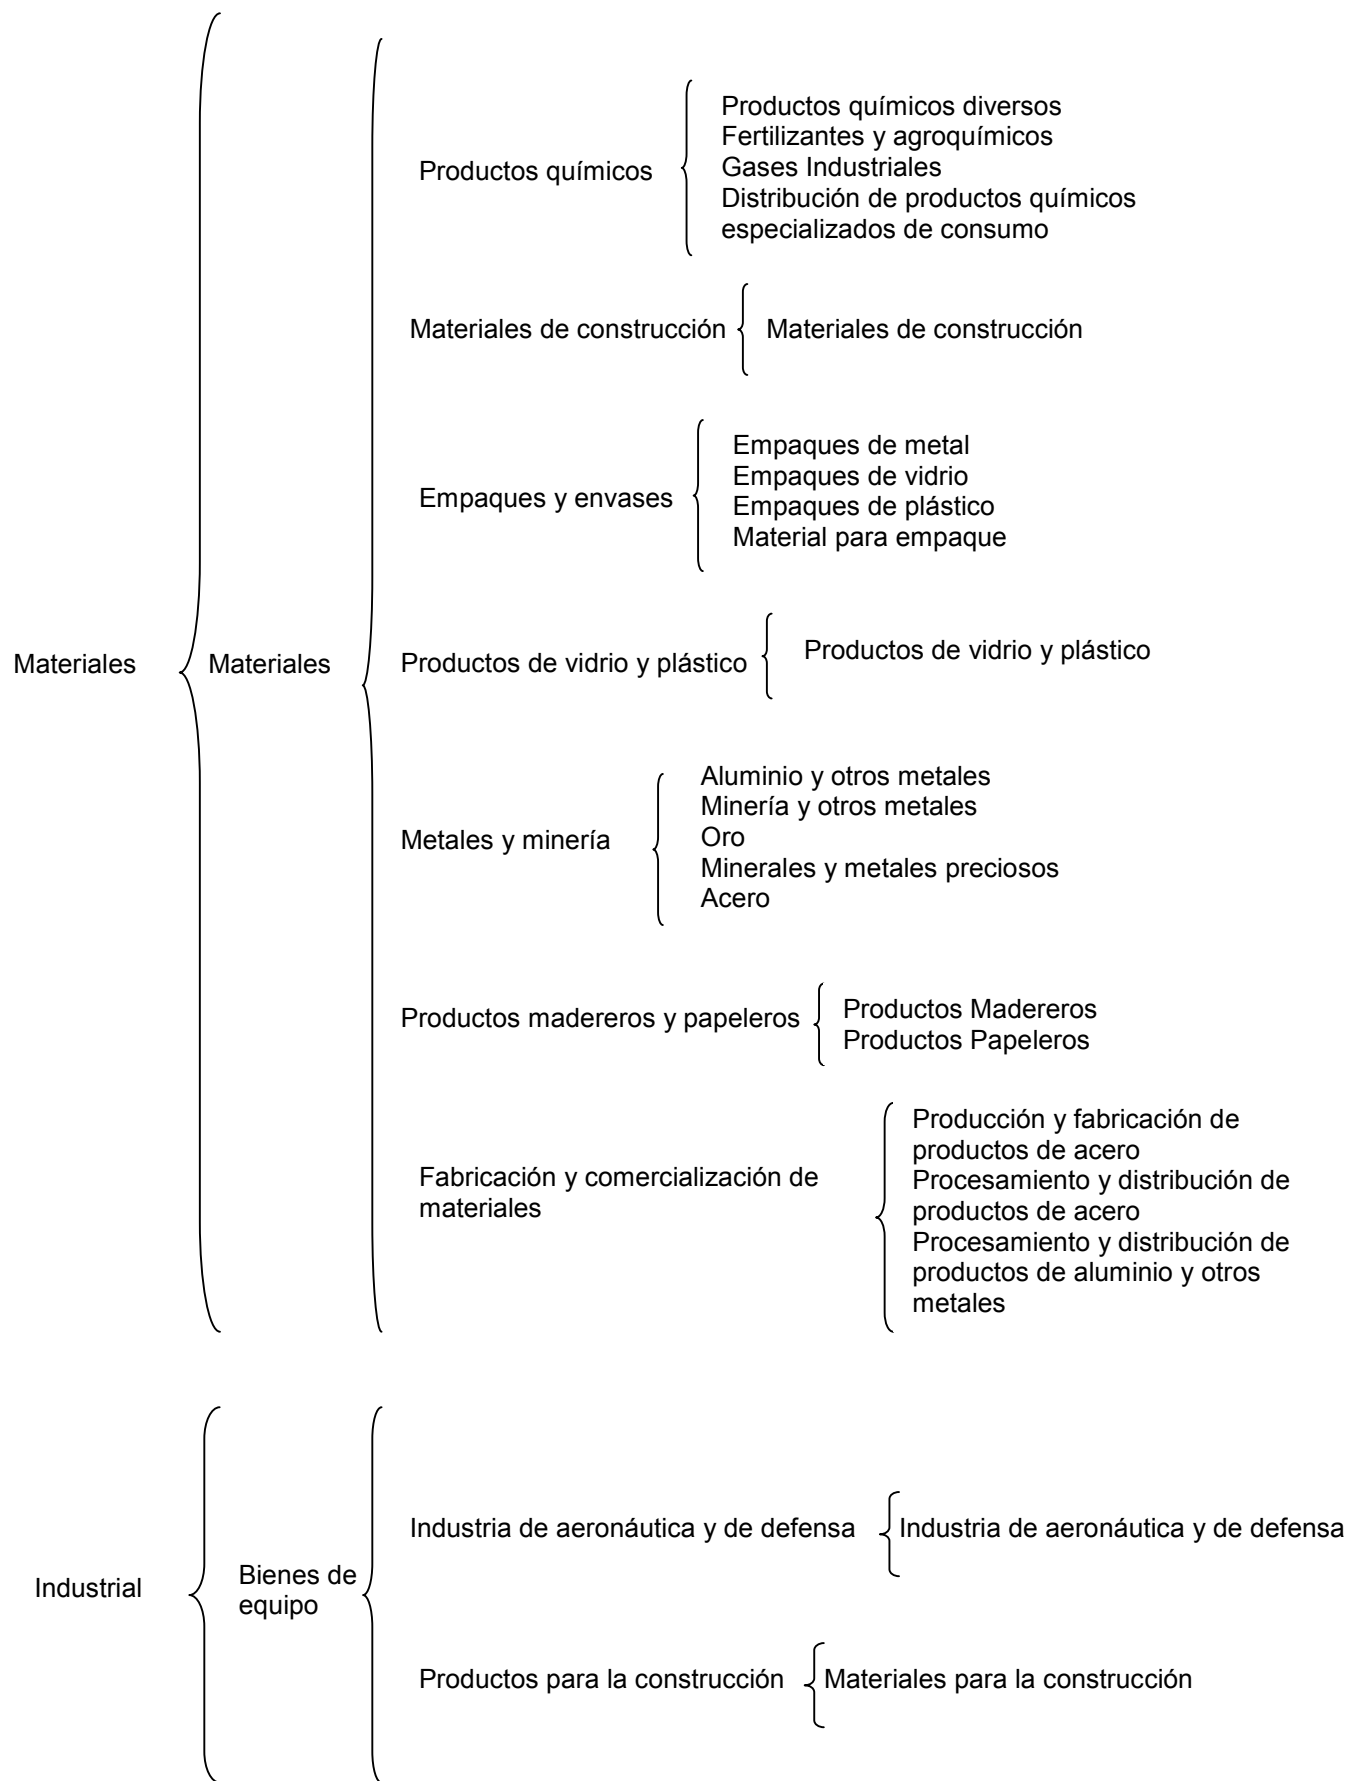 Productos químicos
Productos químicos diversos
Fertilizantes y agroquímicos
Gases Industriales
Distribución de productos químicos
especializados de consumo
Materiales de construcción
Materiales de construcción
Empaques y envases
Empaques de metal
Empaques de vidrio
Empaques de plástico
Material para empaque
Materiales
Materiales
Productos de vidrio y plástico
Productos de vidrio y plástico
Metales y minería
Aluminio y otros metales
Minería y otros metales
Oro
Minerales y metales preciosos
Acero
Productos madereros y papeleros
Productos Madereros
Productos Papeleros
Fabricación y comercialización de
materiales
Producción y fabricación de
productos de acero
Procesamiento y distribución de
productos de acero
Procesamiento y distribución de
productos de aluminio y otros
metales
Industrial
Bienes de
equipo
Industria de aeronáutica y de defensa
Industria de aeronáutica y de defensa
Productos para la construcción
Materiales para la construcción